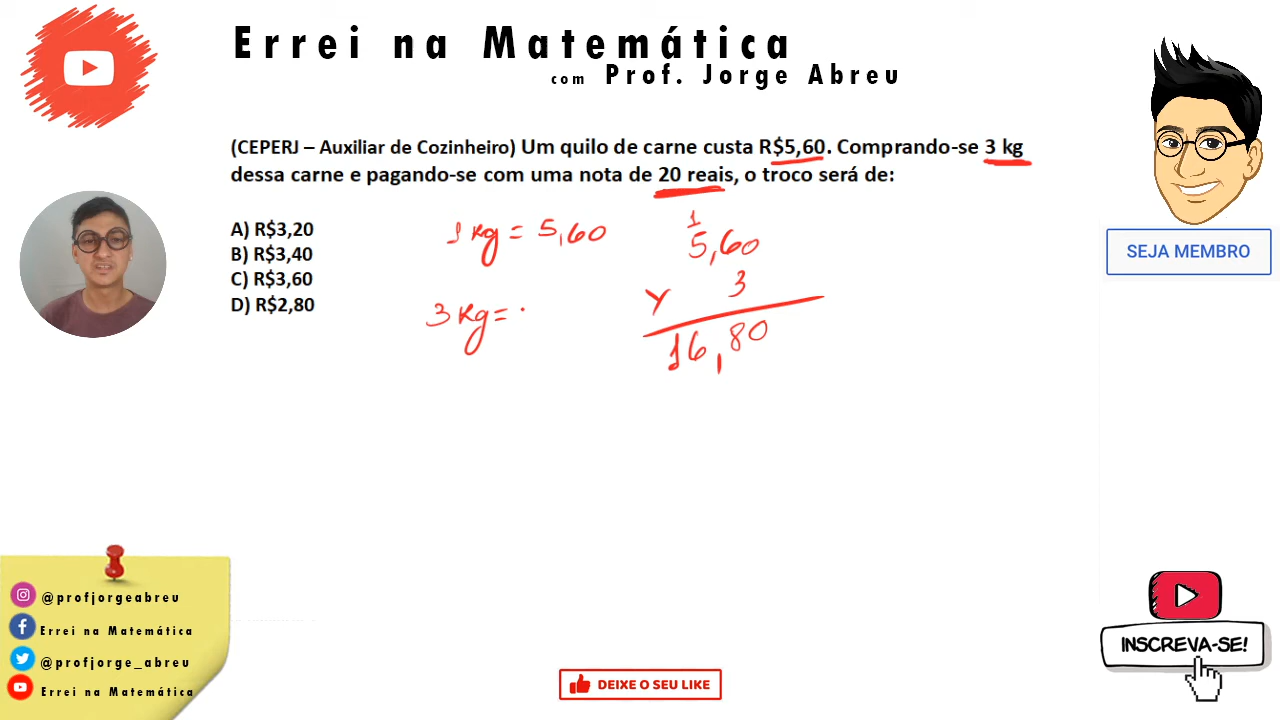 Errei na Matemática
com Prof. Jorge Abreu
(CEPERJ – Auxiliar de Cozinheiro) Um quilo de carne custa R$5,60. Comprando-se 3 kg
dessa carne e pagando-se com uma nota de 20 reais, o troco será de:
A) R$3,20
B) R$3,40
C) R$3,60
D) R$2,80
1 kg = 5,60
3 kg =
1
5,60
x 3
16,80
SEJA MEMBRO
@profjorgeabreu
Errei na Matemática
@profjorge_abreu
Errei na Matemática
DEIXE O SEU LIKE
INSCREVA-SE!